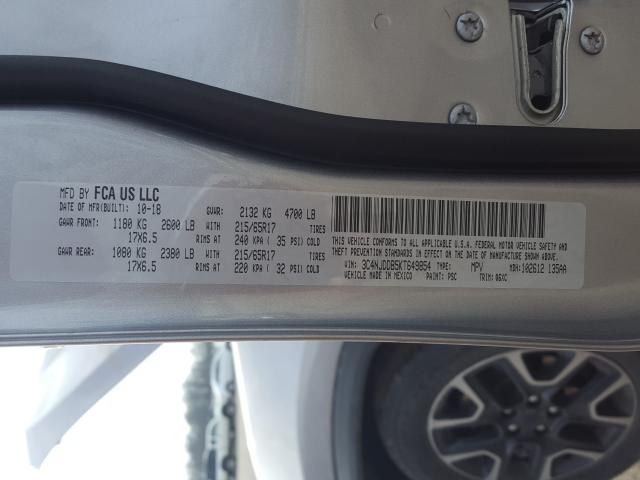 MFD BY FCA US LLC
DATE OF MFR(BUILT): 10-18 GVWR: 2132 KG 4700 LB
GAWR FRONT: 1180 KG 2600 LB WITH 215/65R17 TIRES
17X6.5 RIMS AT 240 KPA ( 35 PSI) COLD
GAWR REAR: 1080 KG 2380 LB WITH 215/65R17 TIRES
17X6.5 RIMS AT 220 KPA ( 32 PSI) COLD
THIS VEHICLE CONFORMS TO ALL APPLICABLE U.S.A. FEDERAL MOTOR VEHICLE SAFETY AND
THEFT PREVENTION STANDARDS IN EFFECT ON THE DATE OF MANUFACTURE SHOWN ABOVE.
VIN: 3C4NJDDB5KT649854 TYPE: MPV MDH: 102612 135AA
VEHICLE MADE IN MEXICO PAINT: PSC TRIM: O6XC